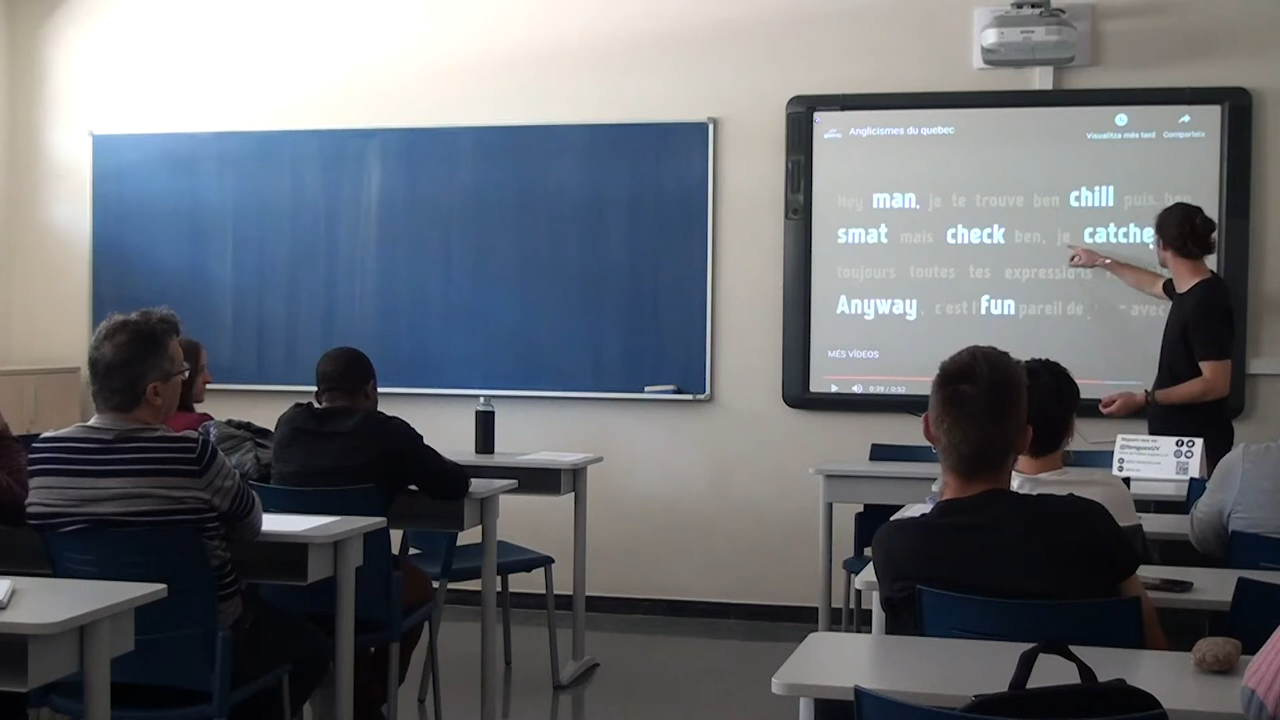 Anglicismes du quebec
Visualitza més tard
Comparteix
Hey man, je te trouve ben chill puis ben
smat mais check ben, je catche
toujours toutes tes expressions
Anyway, c'est l'fun pareil de avec
MÉS VÍDEOS
0:39 / 0:52
@llenguesUV